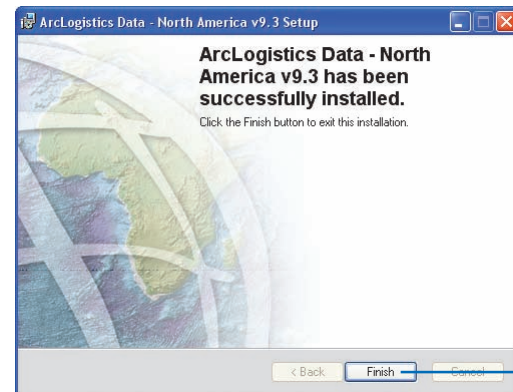 ArcLogistics Data - North America v9.3 Setup
ArcLogistics Data - North
America v9.3 has been
successfully installed.
Click the Finish button to exit this installation.
< Back
Finish
Cancel